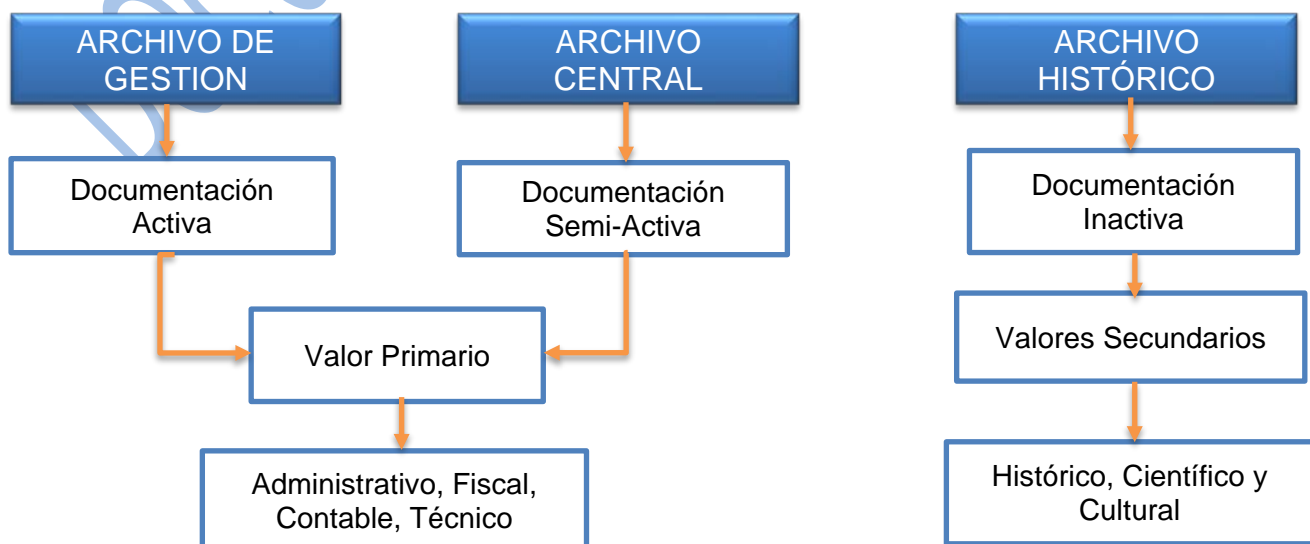 ARCHIVO DE
GESTION
ARCHIVO
CENTRAL
ARCHIVO
HISTÓRICO
Documentación
Activa
Documentación
Semi-Activa
Documentación
Inactiva
Valor Primario
Valores Secundarios
Administrativo, Fiscal,
Contable, Técnico
Histórico, Científico y
Cultural